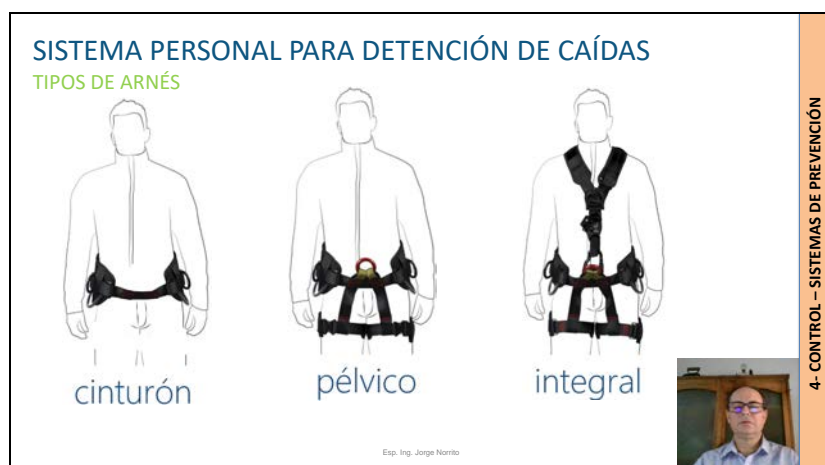 SISTEMA PERSONAL PARA DETENCIÓN DE CAÍDAS
TIPOS DE ARNÉS
cinturón
pélvico
integral
Esp. Ing. Jorge Norrito
4- CONTROL – SISTEMAS DE PREVENCIÓN